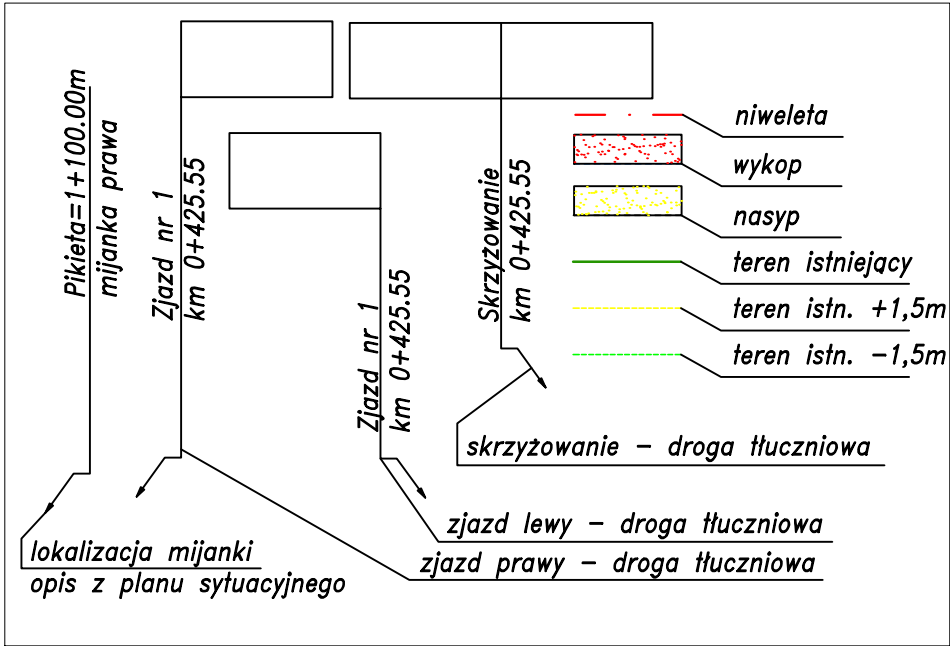 Pikieta=1+100.00m
mijanka prawa
Zjazd nr 1
km 0+425.55
Zjazd nr 1
km 0+425.55
Skrzyżowanie
km 0+425.55
niweleta
wykop
nasyp
teren istniejący
teren istn. +1,5m
teren istn. -1,5m
skrzyżowanie - droga tłuczniowa
zjazd lewy - droga tłuczniowa
zjazd prawy - droga tłuczniowa
lokalizacja mijanki
opis z planu sytuacyjnego